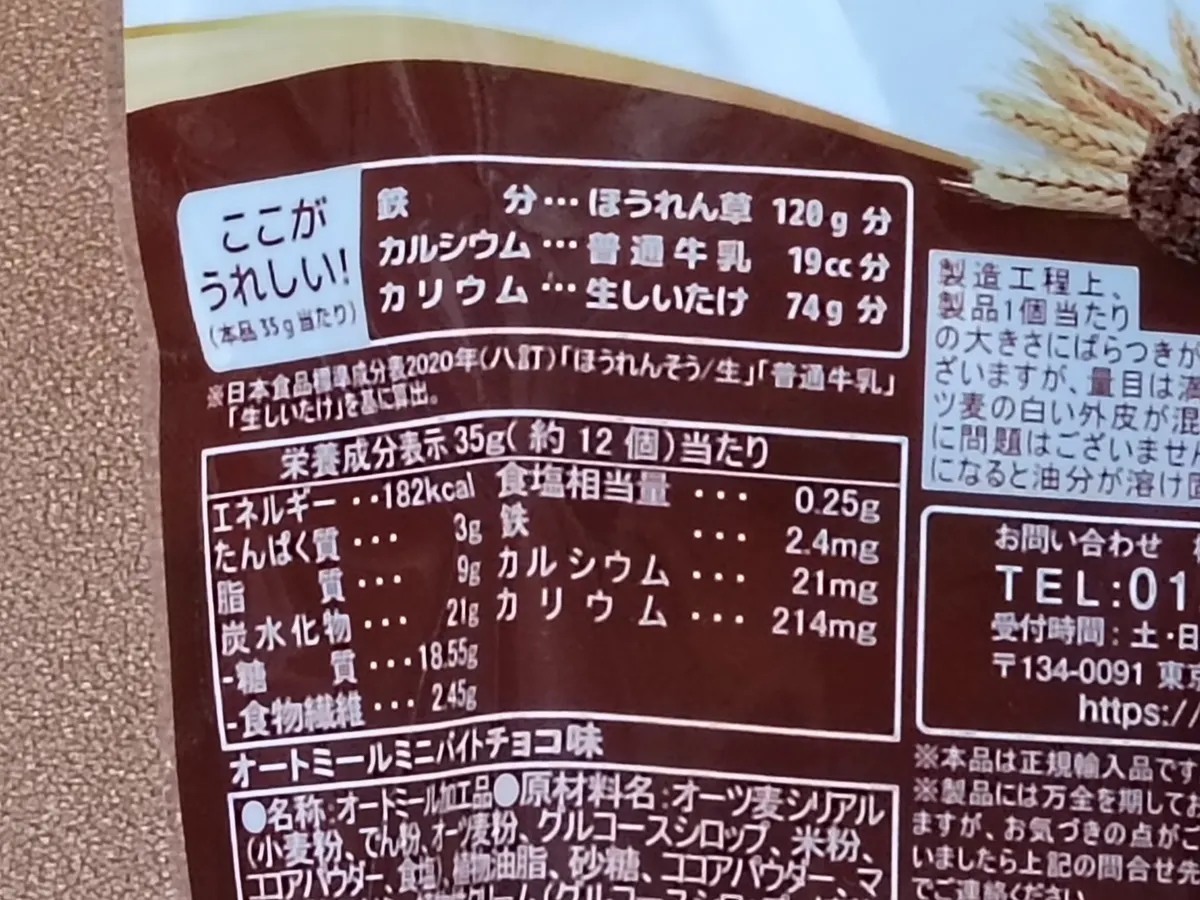 ここが
うれしい!
(本品35g当たり)
鉄 分…ほうれん草 120g分
カルシウム…普通牛乳 19cc分
カリウム…生しいたけ 74g分
※日本食品標準成分表2020年(八訂)「ほうれんそう/生」「普通牛乳」
「生しいたけ」を基に算出。
栄養成分表示35g(約12個)当たり
エネルギー‥182kcal
たんぱく質… 3g
脂 質… 9g
炭水化物… 21g
-糖 質…18.55g
-食物繊維… 2.45g
食塩相当量… 0.25g
鉄 … 2.4mg
カルシウム… 21mg
カリウム… 214mg
オートミールミニバイトチョコ味
●名称:オートミール加工品●原材料名:オーツ麦シリアル
(小麦粉、でん粉、オーツ麦粉、グルコースシロップ、米粉、
ココアパウダー、食塩)、植物油脂、砂糖、ココアパウダー、マ
製造工程上、
製品1個当たり
の大きさにばらつきが
ざいますが、量目は
ツ麦の白い外皮が混
に問題はございません
になると油分が溶け
お問い合わせ
TEL:01
受付時間:土・日
〒134-0091 東京
https:/
※本品は正規輸入品です
※製品には万全を期して
ますが、お気づきの点がご
いましたら上記の問合せ先
でご連絡ください